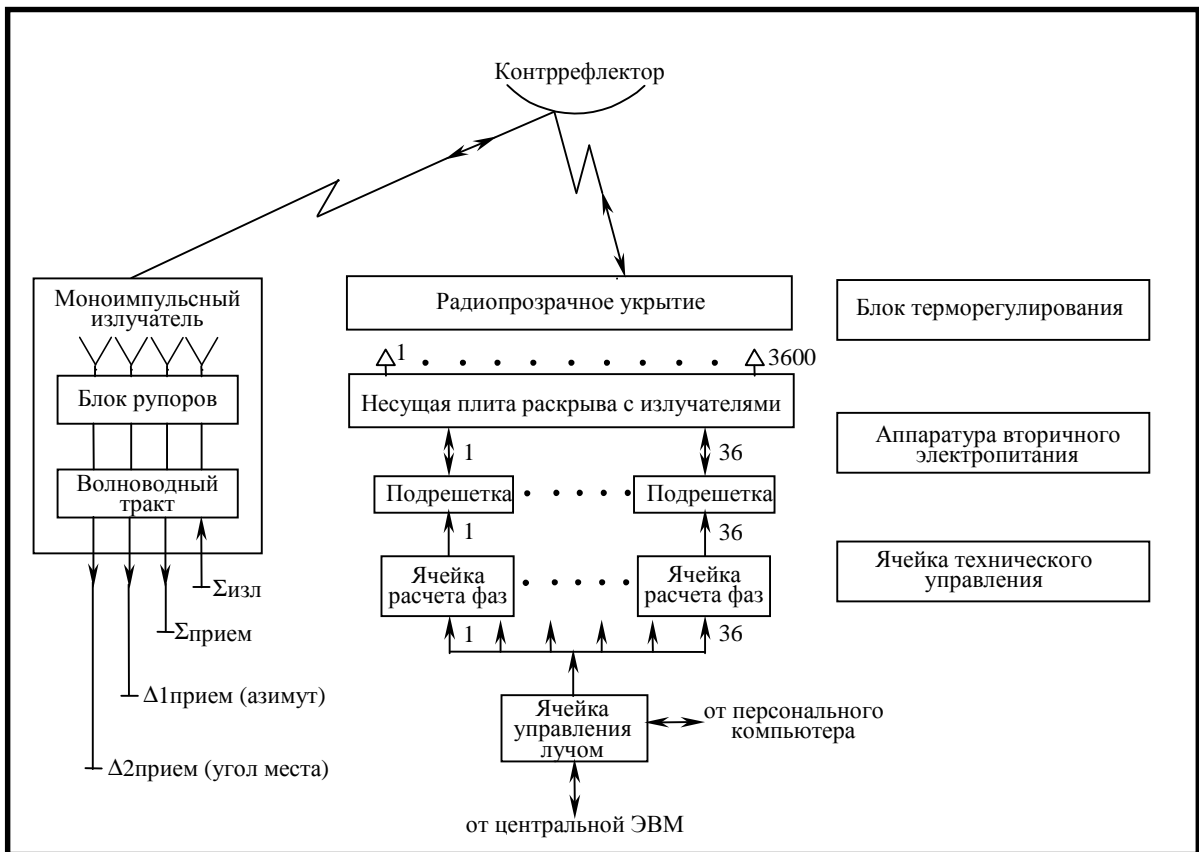 Контррефлектор
Моноимпульсный
излучатель
Блок рупоров
Волноводный
тракт
Σизл
Σприем
Δ1прием (азимут)
Δ2прием (угол места)
Радиопрозрачное укрытие
1
3600
Несущая плита раскрыва с излучателями
1
36
Подрешетка
Подрешетка
1
36
Ячейка
расчета фаз
Ячейка
расчета фаз
1
36
Ячейка
управления
лучом
от персонального
компьютера
от центральной ЭВМ
Блок терморегулирования
Аппаратура вторичного
электропитания
Ячейка технического
управления